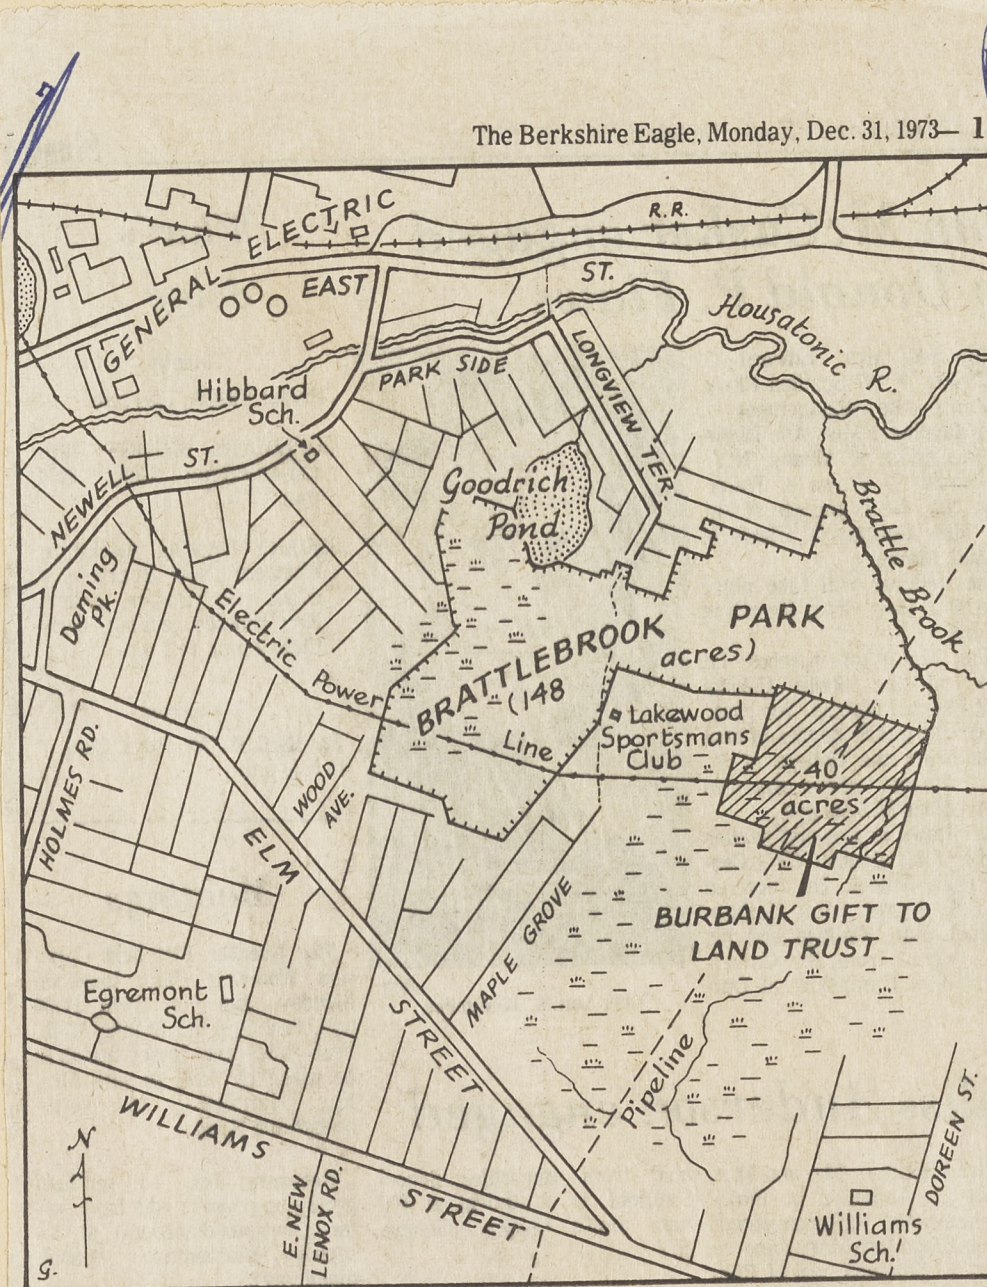 The Berkshire Eagle, Monday, Dec. 31, 1973— 1
GENERAL ELECTRIC
R.R.
EAST ST.
Housatonic R.
PARK SIDE
LONGVIEW TER.
Hibbard
Sch.
NEWELL ST.
Goodrich
Pond
Brattle Brook
Deming
Pk.
Electric Power Line
BRATTLEBROOK PARK
(148 acres)
Lakewood
Sportsmans
Club
40
acres
HOLMES RD.
WOOD
AVE.
ELM STREET
MAPLE GROVE
BURBANK GIFT TO
LAND TRUST
Egremont
Sch.
Pipeline
WILLIAMS STREET
DOREEN ST.
N
E. NEW
LENOX RD.
Williams
Sch.
G.